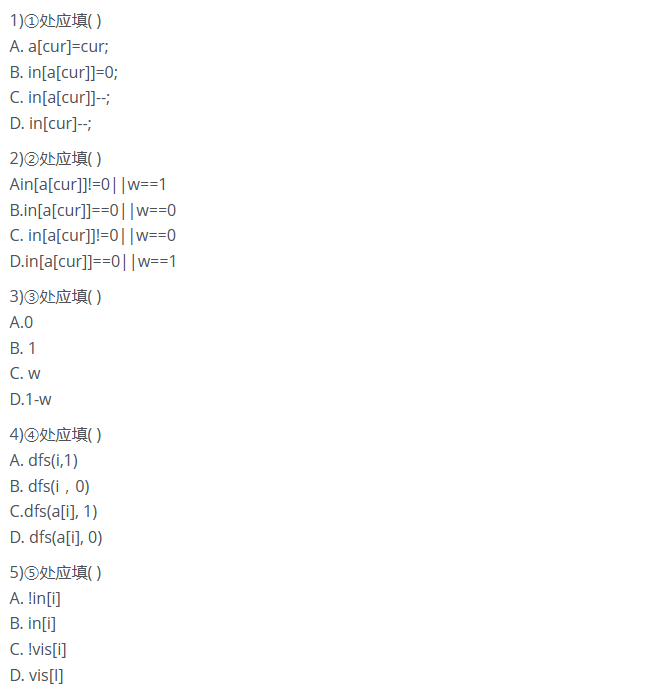 1)①处应填( )
A. a[cur]=cur;
B. in[a[cur]]=0;
C. in[a[cur]]--;
D. in[cur]--;
2)②处应填( )
Ain[a[cur]]!=0||w==1
B.in[a[cur]]==0||w==0
C. in[a[cur]]!=0||w==0
D.in[a[cur]]==0||w==1
3)③处应填( )
A.0
B. 1
C. w
D.1-w
4)④处应填( )
A. dfs(i,1)
B. dfs(i，0)
C.dfs(a[i], 1)
D. dfs(a[i], 0)
5)⑤处应填( )
A. !in[i]
B. in[i]
C. !vis[i]
D. vis[I]